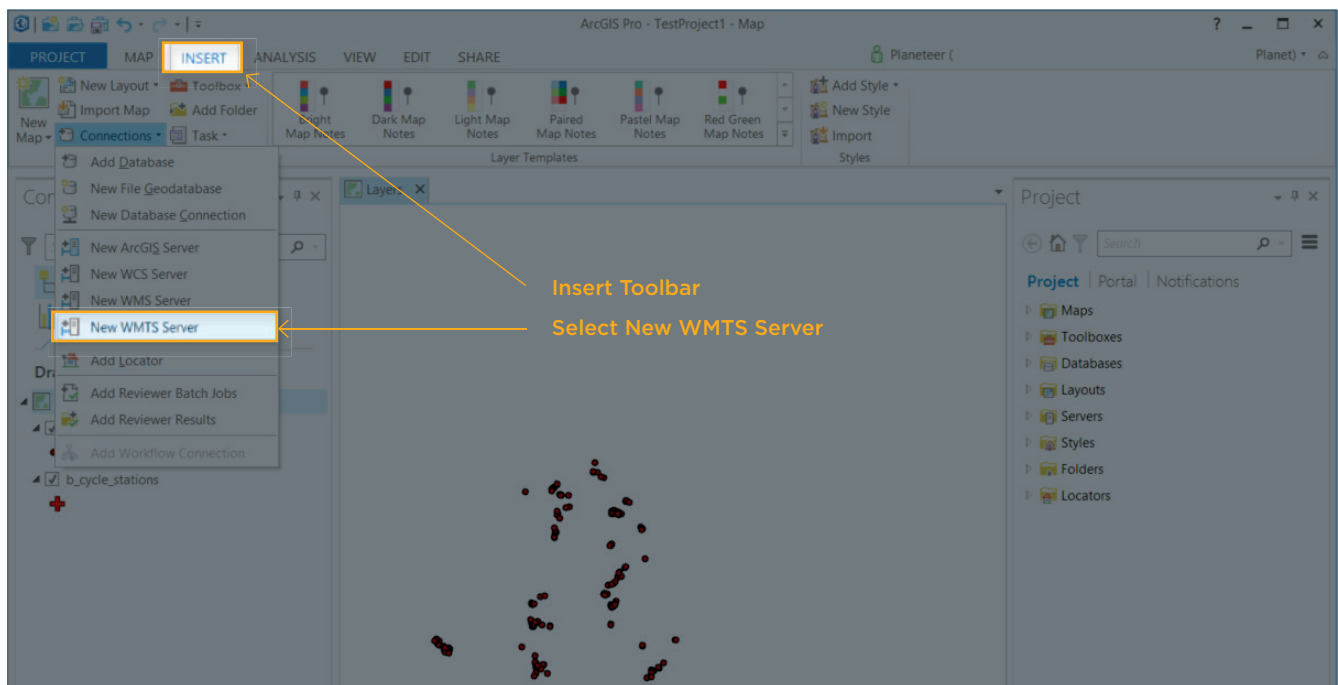 ArcGIS Pro - TestProject1 - Map
?
PROJECT MAP INSERT ANALYSIS VIEW EDIT SHARE
Planeteer (
Planet)
New Map
New Layout
Toolbox
Import Map
Add Folder
Connections
Task
Bright Map Notes
Dark Map Notes
Light Map Notes
Paired Map Notes
Pastel Map Notes
Red Green Map Notes
Layer Templates
Add Style
New Style
Import
Styles
Add Database
New File Geodatabase
New Database Connection
New ArcGIS Server
New WCS Server
New WMS Server
New WMTS Server
Add Locator
Add Reviewer Batch Jobs
Add Reviewer Results
Add Workflow Connection
Con
Dr
b_cycle_stations
Layers
Insert Toolbar
Select New WMTS Server
Project
Search
Project | Portal | Notifications
Maps
Toolboxes
Databases
Layouts
Servers
Styles
Folders
Locators